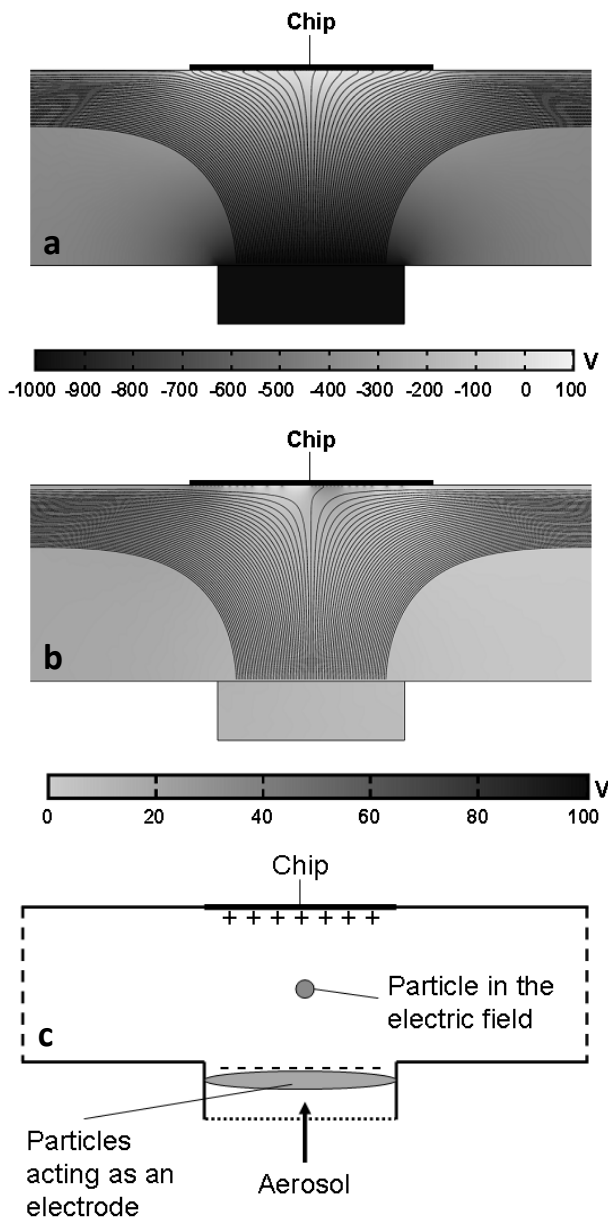 Chip
a
V
-1000 -900 -800 -700 -600 -500 -400 -300 -200 -100 0 100
Chip
b
V
0 20 40 60 80 100
Chip
+ + + + + + +
Particle in the
electric field
c
- - - - - - - -
Particles
acting as an
electrode
Aerosol